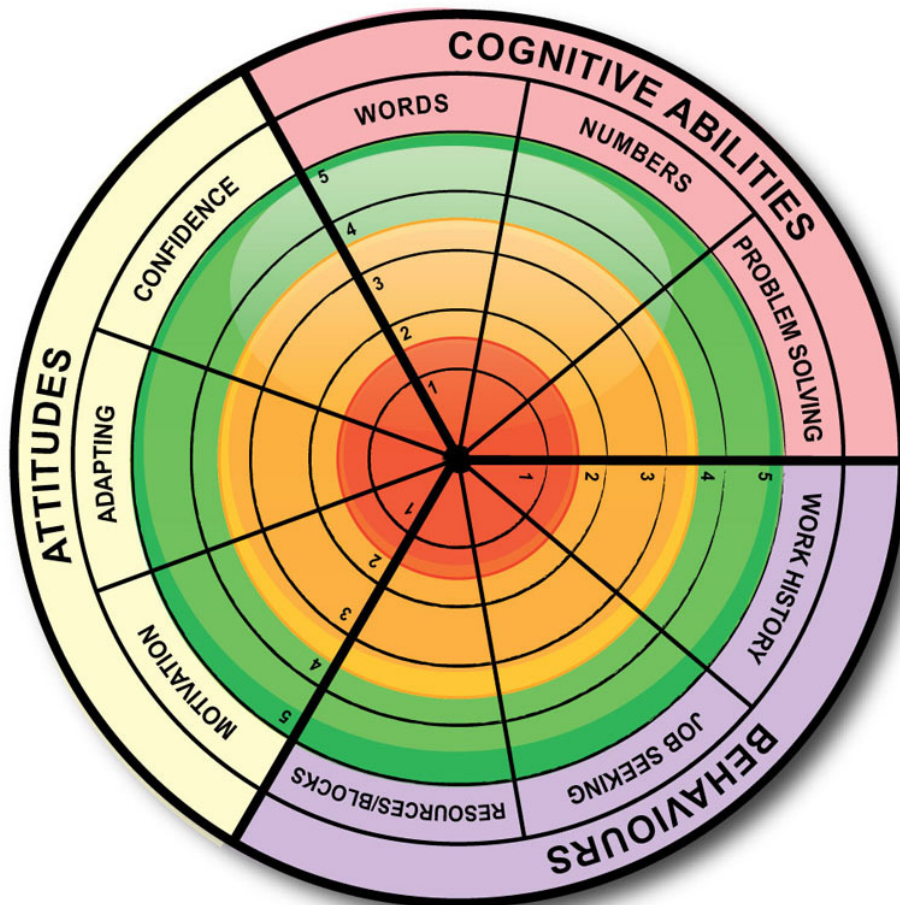 COGNITIVE ABILITIES
WORDS
NUMBERS
PROBLEM SOLVING
BEHAVIOURS
WORK HISTORY
JOB SEEKING
RESOURCES/BLOCKS
ATTITUDES
MOTIVATION
ADAPTING
CONFIDENCE
5
4
3
2
1
1
2
3
4
5
1
2
3
4
5